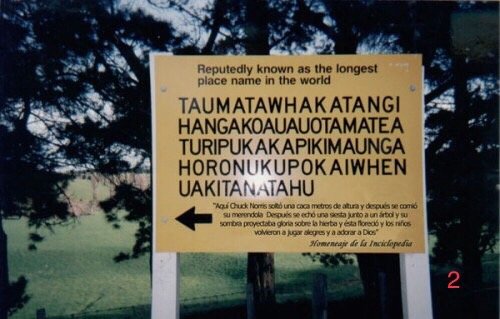 Reputedly known as the longest
place name in the world
TAUMATAWHAKATANGI
HANGAKOAUAUOTAMATEA
TURIPUKAKAPIKIMAUNGA
HORONUKUPOKAIWHEN
UAKITANATAHU
"Aquí Chuck Norris soltó una caca metros de altura y después se comió
su merendola Después se echó una siesta junto a un árbol y su
sombra proyectaba gloria sobre la hierba y ésta floreció y los niños
volvieron a jugar alegres y a adorar a Dios"
Homeneaje de la Inciclopedia
2